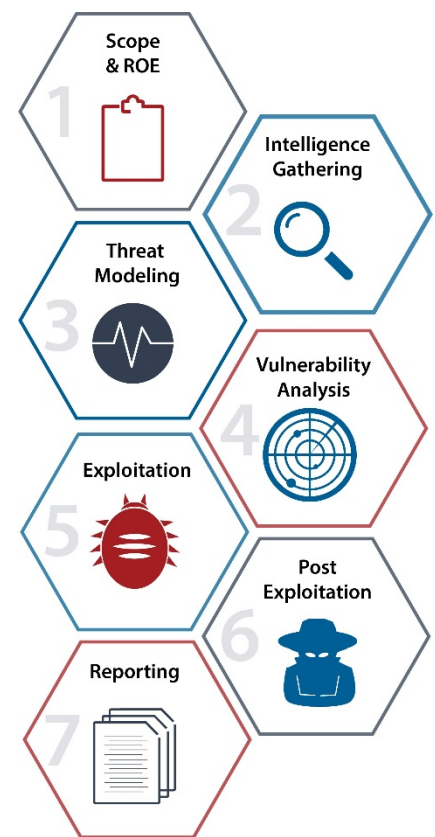 Scope
& ROE
1
Intelligence
Gathering
2
Threat
Modeling
3
Vulnerability
Analysis
4
Exploitation
5
Post
Exploitation
6
Reporting
7